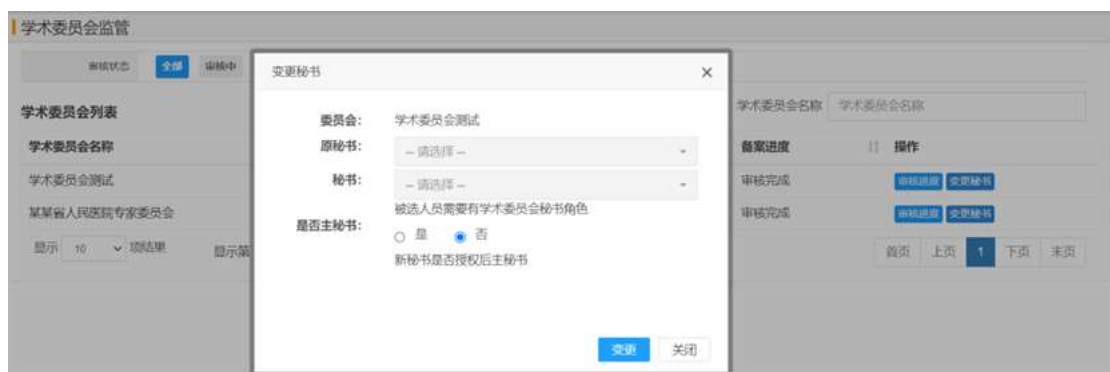 学术委员会监管
审核状态 全部 审核中
变更秘书 ×
学术委员会列表
学术委员会名称 学术委员会名称
委员会: 学术委员会测试
原秘书: -- 请选择 --
学术委员会名称 备案进度 操作
秘书: -- 请选择 --
学术委员会测试 审核完成 审核进度 变更秘书
被选人员需要有学术委员会秘书角色
某某省人民医院专家委员会 审核完成 审核进度 变更秘书
是否主秘书: 是 否
显示 10 项结果 显示第 首页 上页 1 下页 末页
新秘书是否授权后主秘书
变更 关闭